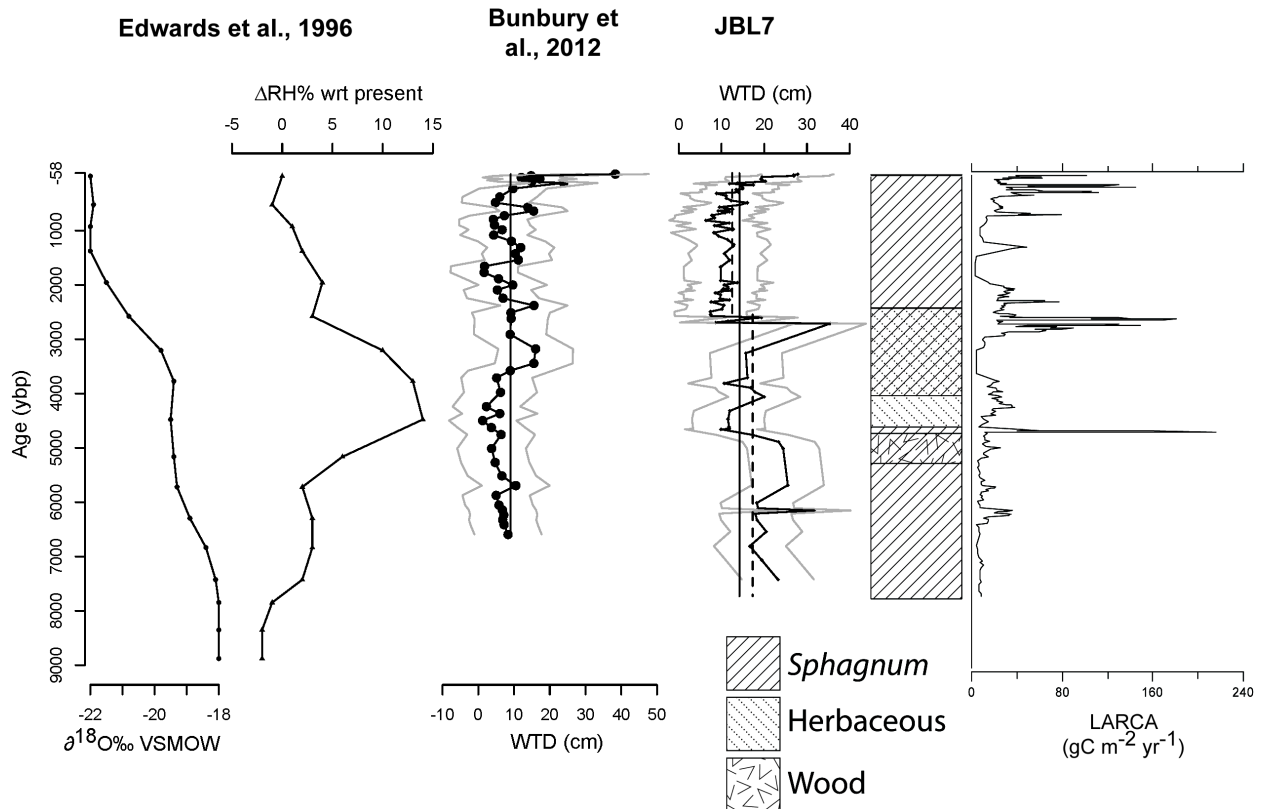 Edwards et al., 1996
Bunbury et
al., 2012
JBL7
∆RH% wrt present
-5 0 5 10 15
WTD (cm)
0 10 20 30 40
Age (ybp)
-58
1000
2000
3000
4000
5000
6000
7000
8000
9000
-22 -20 -18
∂18O‰ VSMOW
-10 0 10 20 30 40 50
WTD (cm)
Sphagnum
Herbaceous
Wood
0 80 160 240
LARCA
(gC m-2 yr-1)